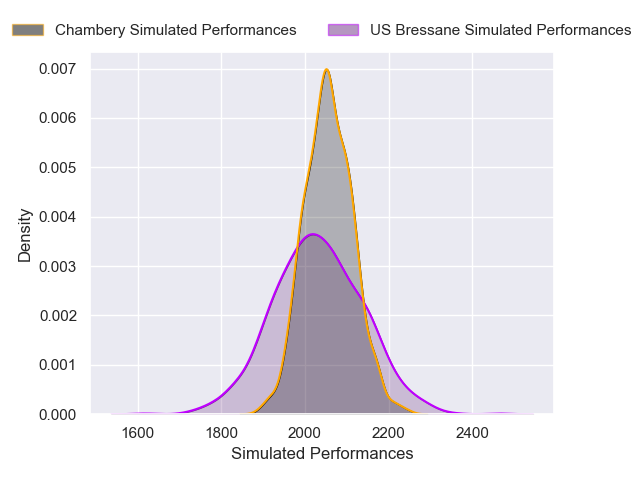 Chambery Simulated Performances
US Bressane Simulated Performances
0.007
0.006
0.005
0.004
0.003
0.002
0.001
0.000
Density
1600 1800 2000 2200 2400
Simulated Performances